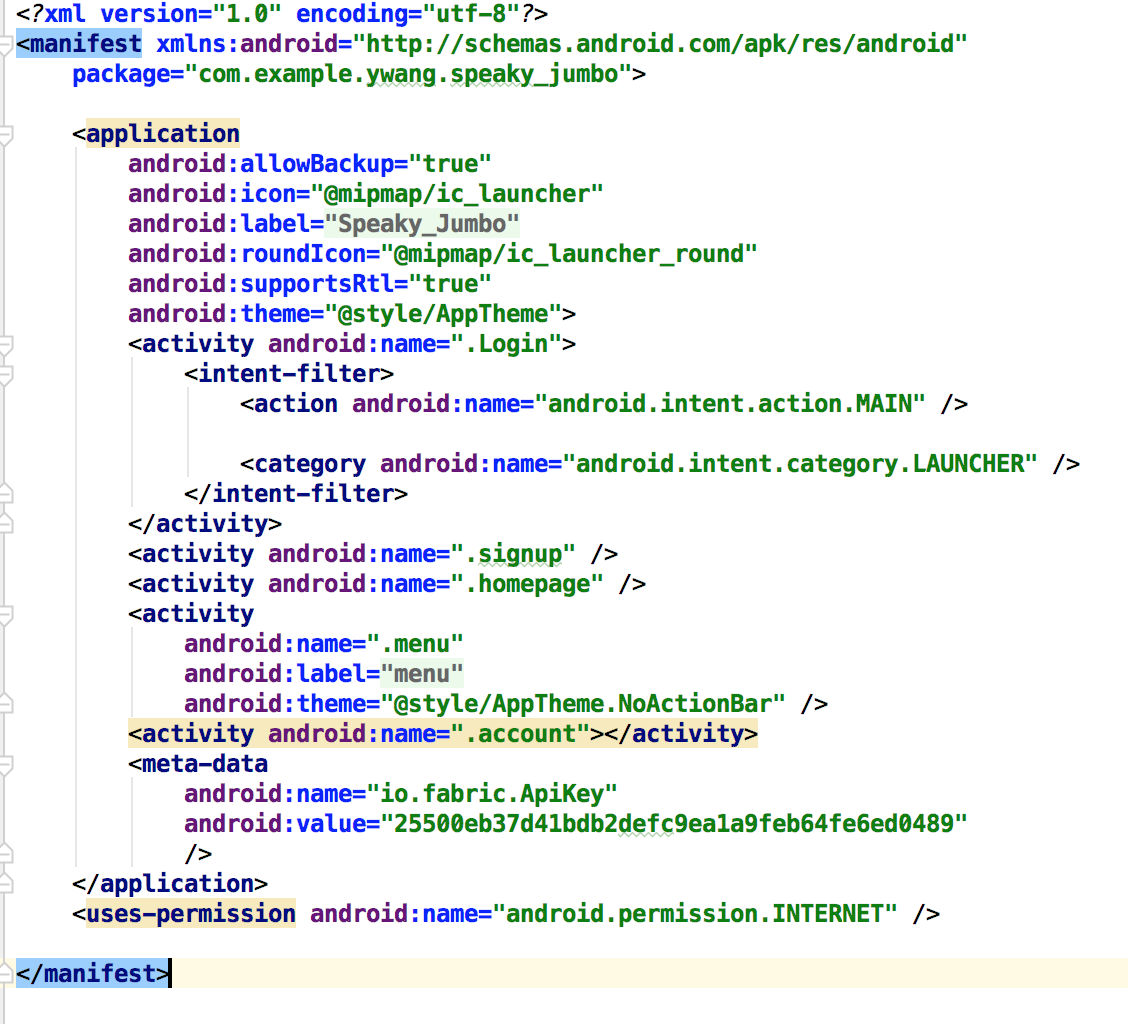 <?xml version="1.0" encoding="utf-8"?>
<manifest xmlns:android="http://schemas.android.com/apk/res/android"
    package="com.example.ywang.speaky_jumbo">

    <application
        android:allowBackup="true"
        android:icon="@mipmap/ic_launcher"
        android:label="Speaky_Jumbo"
        android:roundIcon="@mipmap/ic_launcher_round"
        android:supportsRtl="true"
        android:theme="@style/AppTheme">
        <activity android:name=".Login">
            <intent-filter>
                <action android:name="android.intent.action.MAIN" />

                <category android:name="android.intent.category.LAUNCHER" />
            </intent-filter>
        </activity>
        <activity android:name=".signup" />
        <activity android:name=".homepage" />
        <activity
            android:name=".menu"
            android:label="menu"
            android:theme="@style/AppTheme.NoActionBar" />
        <activity android:name=".account"></activity>
        <meta-data
            android:name="io.fabric.ApiKey"
            android:value="25500eb37d41bdb2defc9ea1a9feb64fe6ed0489"
            />
    </application>
    <uses-permission android:name="android.permission.INTERNET" />

</manifest>